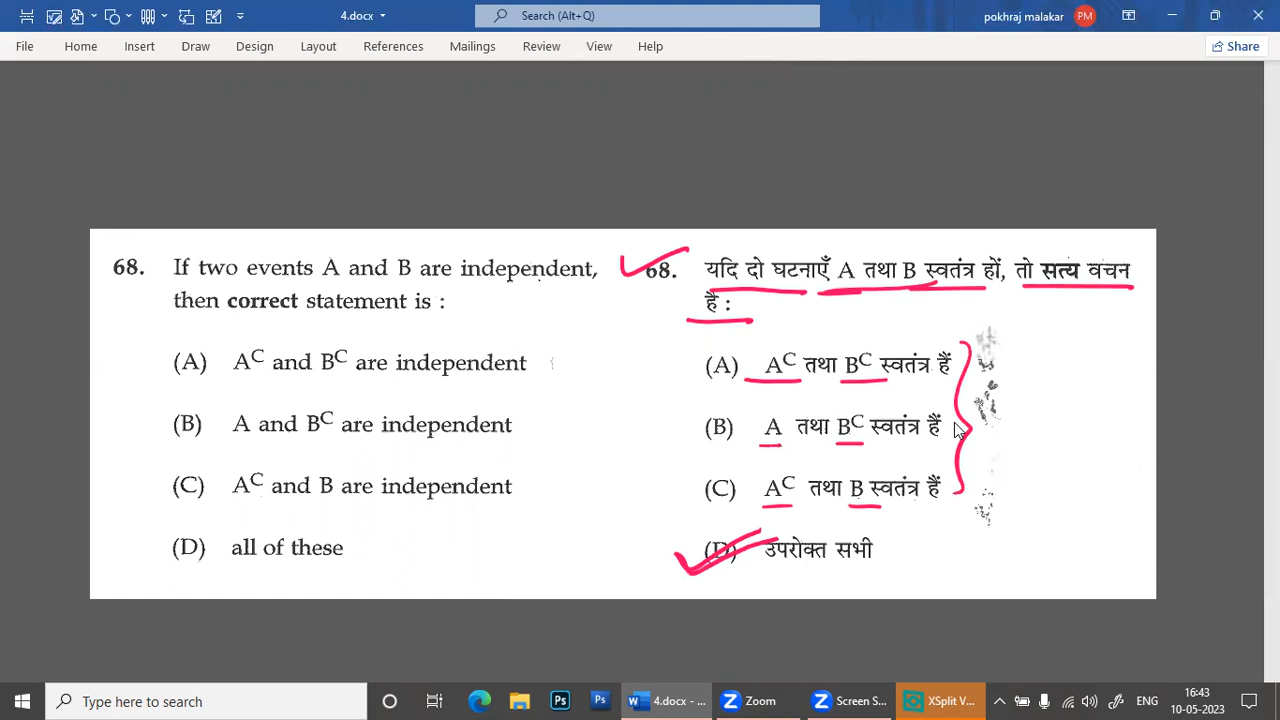 4.docx
Search (Alt+Q)
pokhraj malakar PM
File Home Insert Draw Design Layout References Mailings Review View Help Share
68. If two events A and B are independent,
then correct statement is :
(A) A^C and B^C are independent
(B) A and B^C are independent
(C) A^C and B are independent
(D) all of these
68. यदि दो घटनाएँ A तथा B स्वतंत्र हों, तो सत्य वचन
है :
(A) A^C तथा B^C स्वतंत्र हैं
(B) A तथा B^C स्वतंत्र हैं
(C) A^C तथा B स्वतंत्र हैं
(D) उपरोक्त सभी
Type here to search
Ps
Ps
4.docx - ...
Zoom
Screen S...
XSplit V...
ENG
16:43
10-05-2023